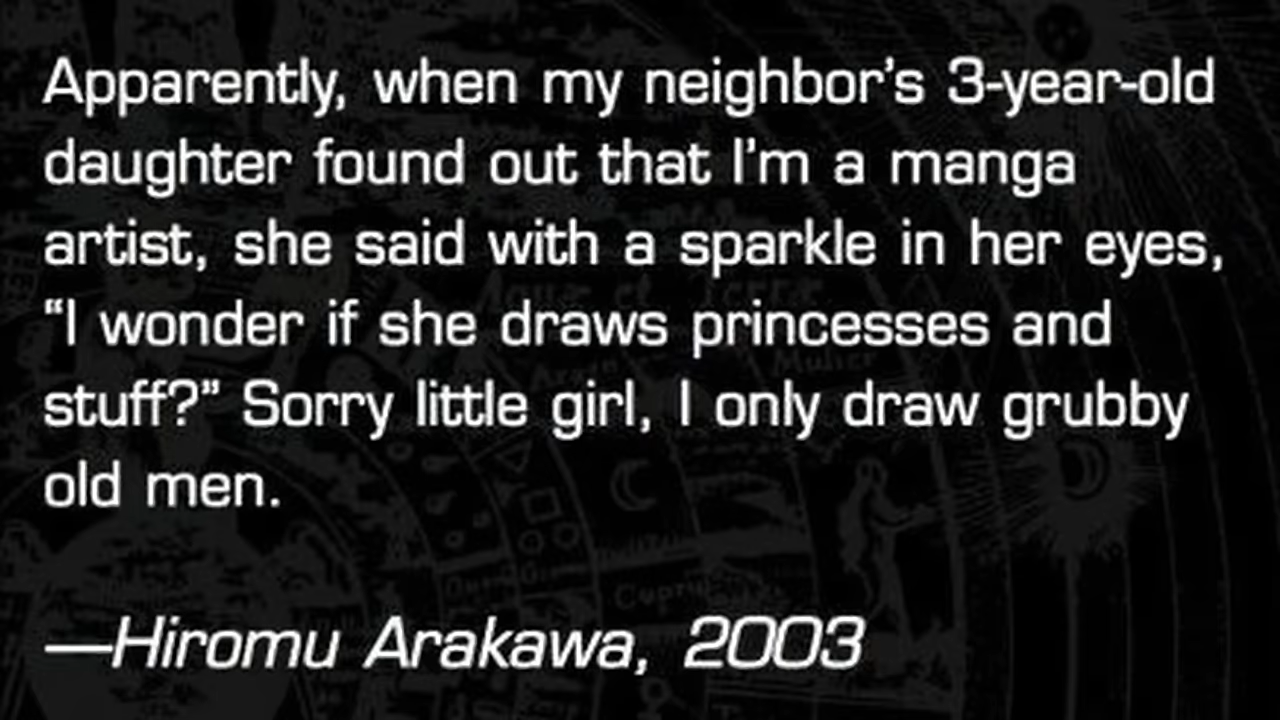 Apparently, when my neighbor’s 3-year-old
daughter found out that I’m a manga
artist, she said with a sparkle in her eyes,
“I wonder if she draws princesses and
stuff?” Sorry little girl, I only draw grubby
old men.
—Hiromu Arakawa, 2003